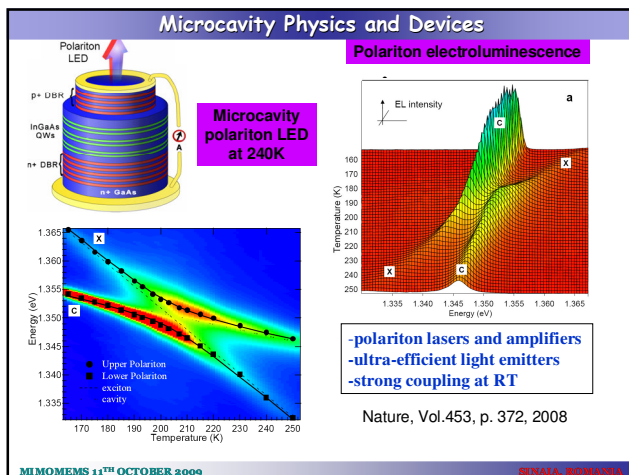 Microcavity Physics and Devices
Polariton
LED
p+ DBR
InGaAs
QWs
n+ DBR
n+ GaAs
A
Microcavity
polariton LED
at 240K
Polariton electroluminescence
EL intensity
a
C
X
X
C
160
170
180
190
200
210
220
230
240
250
Temperature (K)
1.335
1.345
1.350
1.355
1.360
1.365
Energy (eV)
1.365
1.360
1.355
1.350
1.345
1.340
1.335
Energy (eV)
X
C
Upper Polariton
Lower Polariton
exciton
cavity
170 180 190 200 210 220 230 240 250
Temperature (K)
-polariton lasers and amplifiers
-ultra-efficient light emitters
-strong coupling at RT
Nature, Vol.453, p. 372, 2008
MIMOMEMS 11TH OCTOBER 2009
SINAIA, ROMANIA